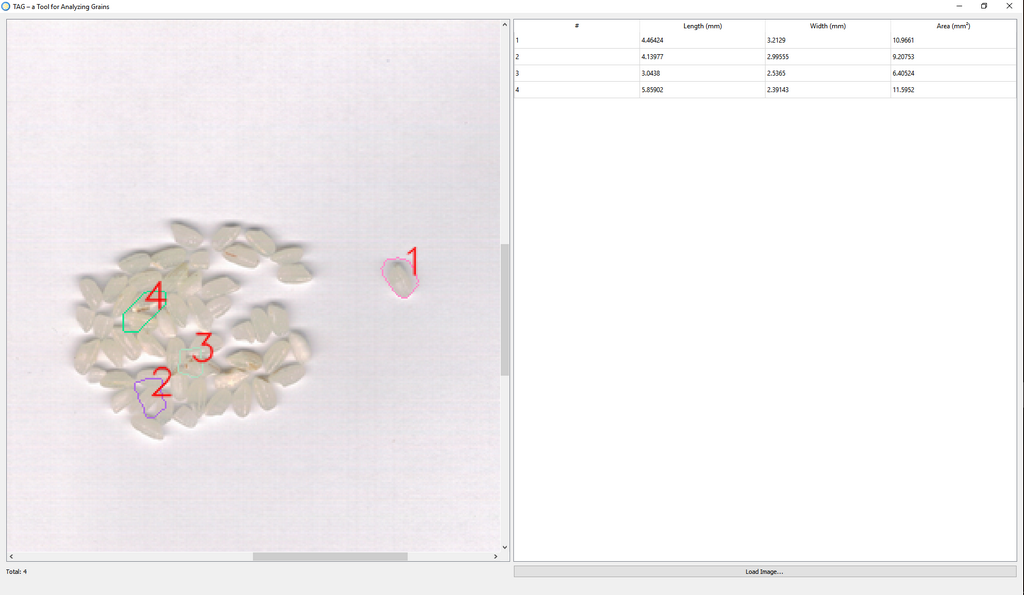 TAG – a Tool for Analyzing Grains
# Length (mm) Width (mm) Area (mm²)
1 4.46424 3.2129 10.9661
2 4.13977 2.99555 9.20753
3 3.0438 2.5365 6.40524
4 5.85902 2.39143 11.5952
1
4
3
2
Total: 4
Load Image...